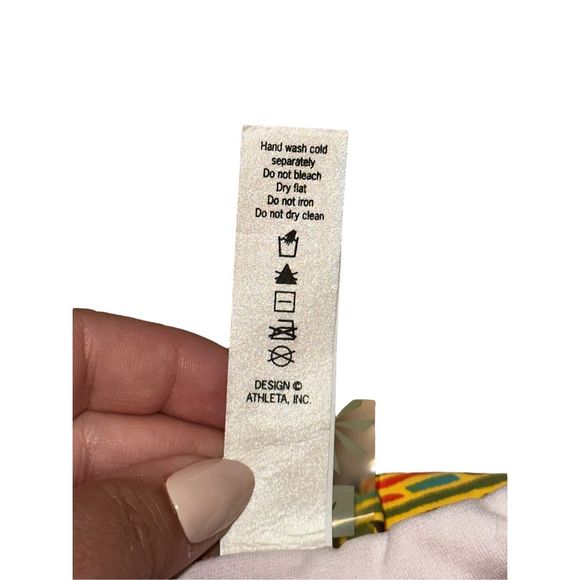 Hand wash cold
separately
Do not bleach
Dry flat
Do not iron
Do not dry clean
DESIGN ©
ATHLETA, INC.